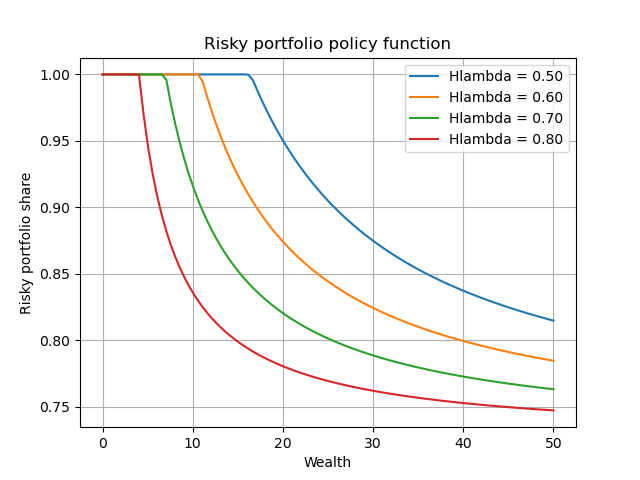 Risky portfolio policy function
Hlambda = 0.50
Hlambda = 0.60
Hlambda = 0.70
Hlambda = 0.80
Risky portfolio share
1.00
0.95
0.90
0.85
0.80
0.75
0 10 20 30 40 50
Wealth